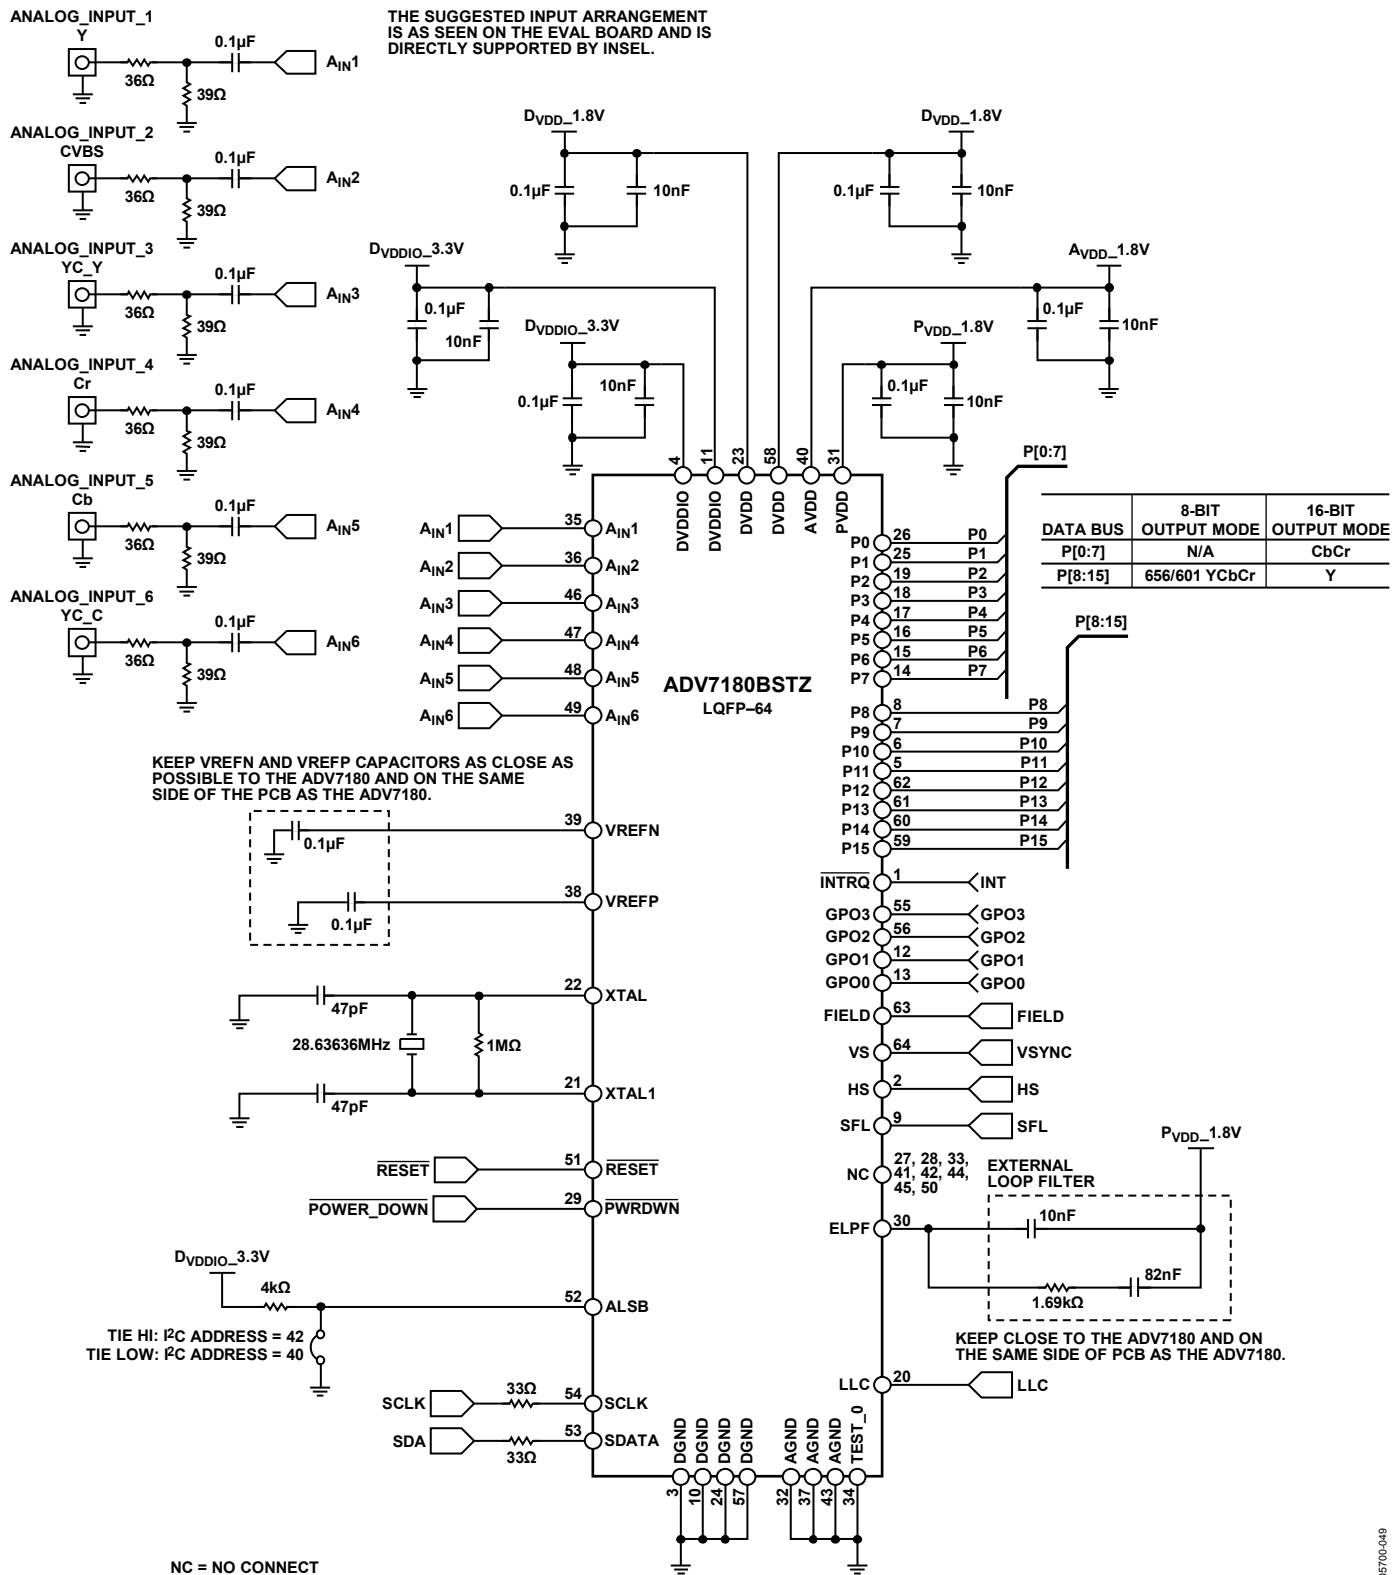 ANALOG_INPUT_1
Y
0.1µF
36Ω
39Ω
AIN1
THE SUGGESTED INPUT ARRANGEMENT
IS AS SEEN ON THE EVAL BOARD AND IS
DIRECTLY SUPPORTED BY INSEL.
ANALOG_INPUT_2
CVBS
0.1µF
36Ω
39Ω
AIN2
ANALOG_INPUT_3
YC_Y
0.1µF
36Ω
39Ω
AIN3
ANALOG_INPUT_4
Cr
0.1µF
36Ω
39Ω
AIN4
ANALOG_INPUT_5
Cb
0.1µF
36Ω
39Ω
AIN5
ANALOG_INPUT_6
YC_C
0.1µF
36Ω
39Ω
AIN6
DVDD_1.8V
0.1µF
10nF
DVDD_1.8V
0.1µF
10nF
DVDDIO_3.3V
0.1µF
10nF
DVDDIO_3.3V
0.1µF
10nF
AVDD_1.8V
0.1µF
10nF
PVDD_1.8V
0.1µF
10nF
4
11
23
58
40
31
DVDDIO
DVDDIO
DVDD
DVDD
AVDD
PVDD
AIN1 35 AIN1
AIN2 36 AIN2
AIN3 46 AIN3
AIN4 47 AIN4
AIN5 48 AIN5
AIN6 49 AIN6
ADV7180BSTZ
LQFP–64
P[0:7]
P0 26 P0
P1 25 P1
P2 19 P2
P3 18 P3
P4 17 P4
P5 16 P5
P6 15 P6
P7 14 P7
DATA BUS 8-BIT OUTPUT MODE 16-BIT OUTPUT MODE
P[0:7] N/A CbCr
P[8:15] 656/601 YCbCr Y
P[8:15]
P8 8 P8
P9 7 P9
P10 6 P10
P11 5 P11
P12 62 P12
P13 61 P13
P14 60 P14
P15 59 P15
KEEP VREFN AND VREFP CAPACITORS AS CLOSE AS
POSSIBLE TO THE ADV7180 AND ON THE SAME
SIDE OF THE PCB AS THE ADV7180.
0.1µF
39 VREFN
0.1µF
38 VREFP
INTRQ 1 INT
GPO3 55 GPO3
GPO2 56 GPO2
GPO1 12 GPO1
GPO0 13 GPO0
FIELD 63 FIELD
VS 64 VSYNC
HS 2 HS
SFL 9 SFL
47pF
22 XTAL
28.63636MHz
1MΩ
47pF
21 XTAL1
RESET 51 RESET
POWER_DOWN 29 PWRDWN
NC 27, 28, 33,
41, 42, 44,
45, 50
EXTERNAL
LOOP FILTER
PVDD_1.8V
ELPF 30
10nF
82nF
1.69kΩ
KEEP CLOSE TO THE ADV7180 AND ON
THE SAME SIDE OF PCB AS THE ADV7180.
DVDDIO_3.3V
4kΩ
52 ALSB
TIE HI: I2C ADDRESS = 42
TIE LOW: I2C ADDRESS = 40
LLC 20 LLC
SCLK 33Ω 54 SCLK
SDA 33Ω 53 SDATA
DGND
DGND
DGND
DGND
AGND
AGND
AGND
TEST_0
3
10
24
57
32
37
43
34
NC = NO CONNECT
05700-049